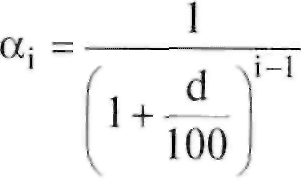 αᵢ = 1 / (1 + d/100)^(i−1)